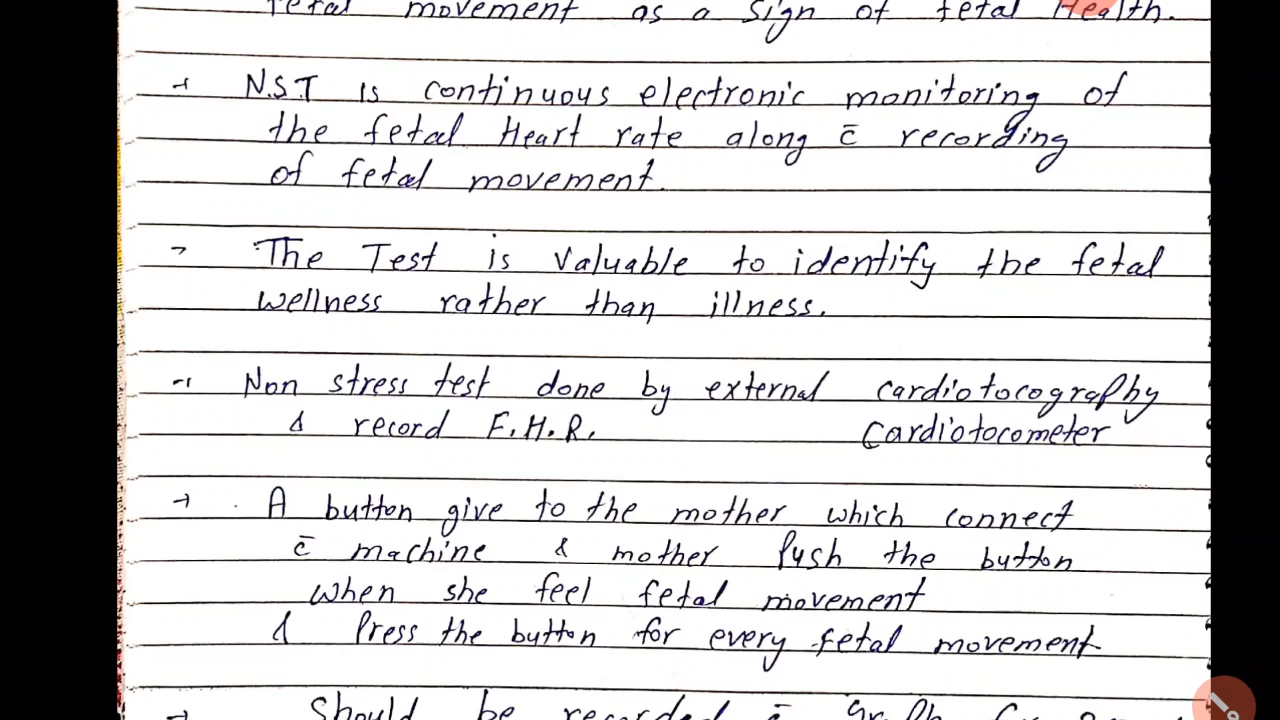 fetal movement as a sign of fetal Health.
→ N.S.T is continuous electronic monitoring of
the fetal Heart rate along c̄ recording
of fetal movement.
→ The Test is valuable to identify the fetal
wellness rather than illness.
→ Non stress test done by external cardiotocography
& record F.H.R. Cardiotocometer
→ A button give to the mother which connect
c̄ machine & mother Push the button
when she feel fetal movement
& Press the button for every fetal movement
→ Should be recorded c̄ graph